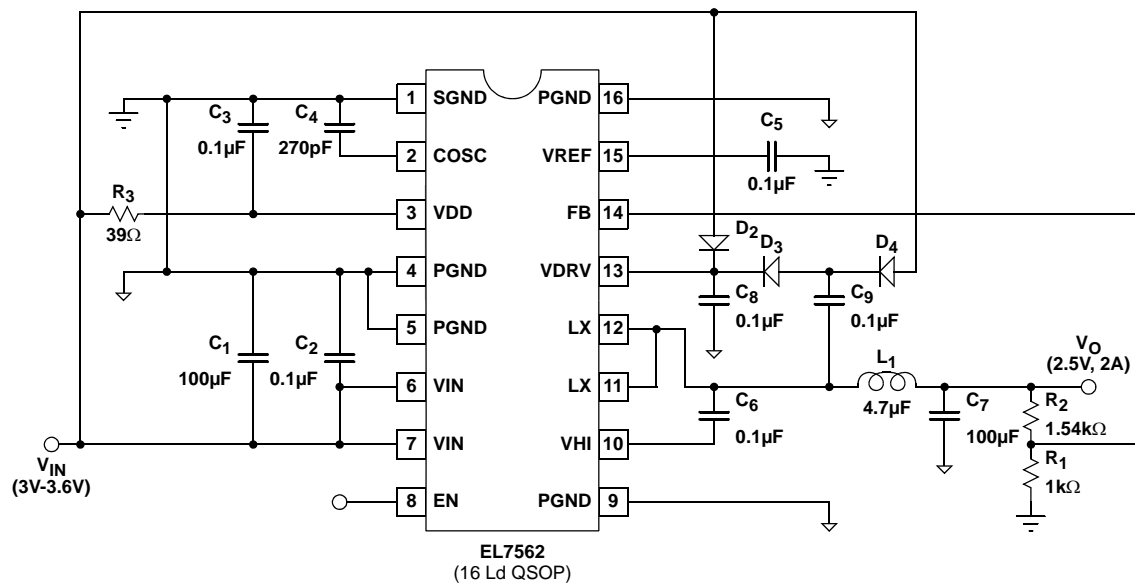 C3
0.1µF
C4
270pF
R3
39Ω
C1
100µF
C2
0.1µF
VIN
(3V-3.6V)
1 SGND
2 COSC
3 VDD
4 PGND
5 PGND
6 VIN
7 VIN
8 EN
PGND 16
VREF 15
FB 14
VDRV 13
LX 12
LX 11
VHI 10
PGND 9
EL7562
(16 Ld QSOP)
C5
0.1µF
D2
D3
D4
C8
0.1µF
C9
0.1µF
C6
0.1µF
L1
4.7µF
C7
100µF
VO
(2.5V, 2A)
R2
1.54kΩ
R1
1kΩ